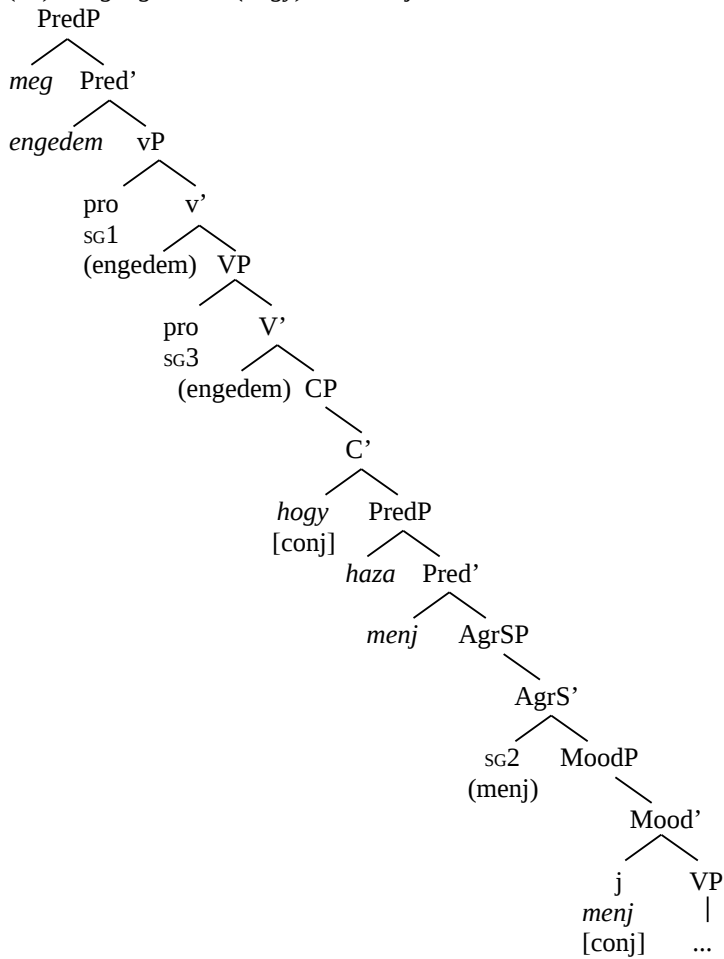 PredP
meg Pred’
engedem vP
pro v’
SG1
(engedem) VP
pro V’
SG3
(engedem) CP
C’
hogy PredP
[conj]
haza Pred’
menj AgrSP
AgrS’
SG2 MoodP
(menj)
Mood’
j VP
menj
[conj] ...